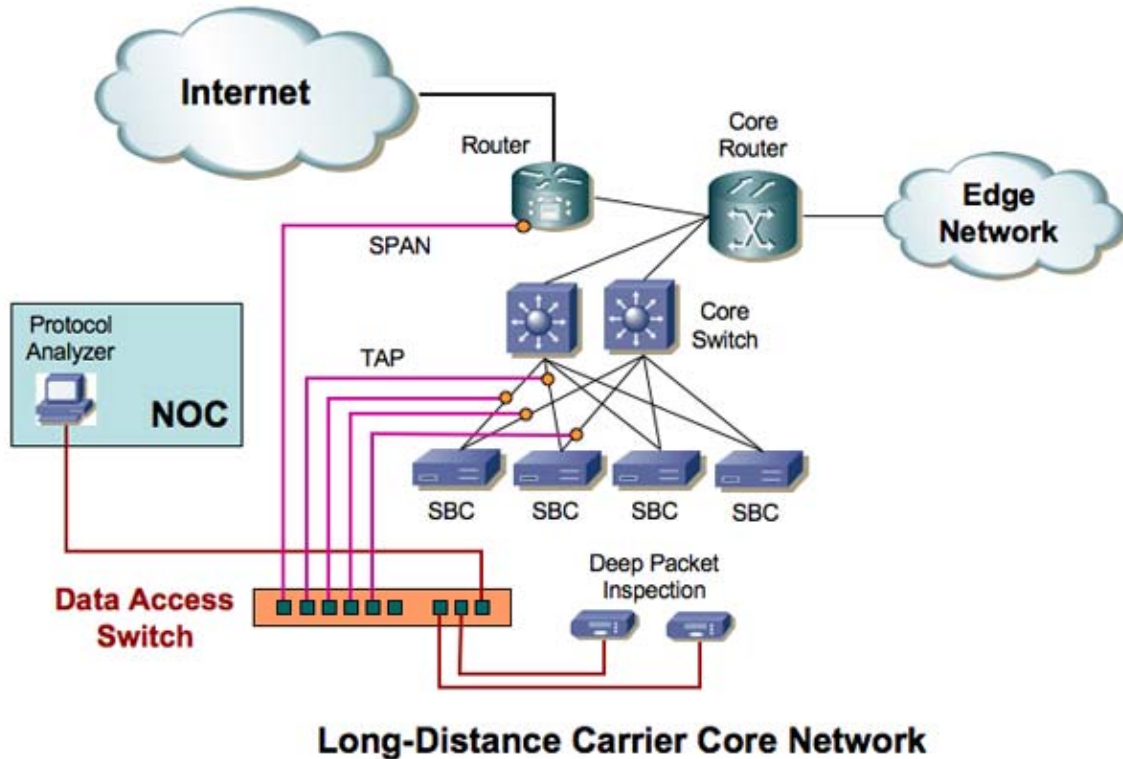 Internet
Router
Core
Router
Edge
Network
SPAN
Core
Switch
Protocol
Analyzer
NOC
TAP
SBC
SBC
SBC
SBC
Deep Packet
Inspection
Data Access
Switch
Long-Distance Carrier Core Network